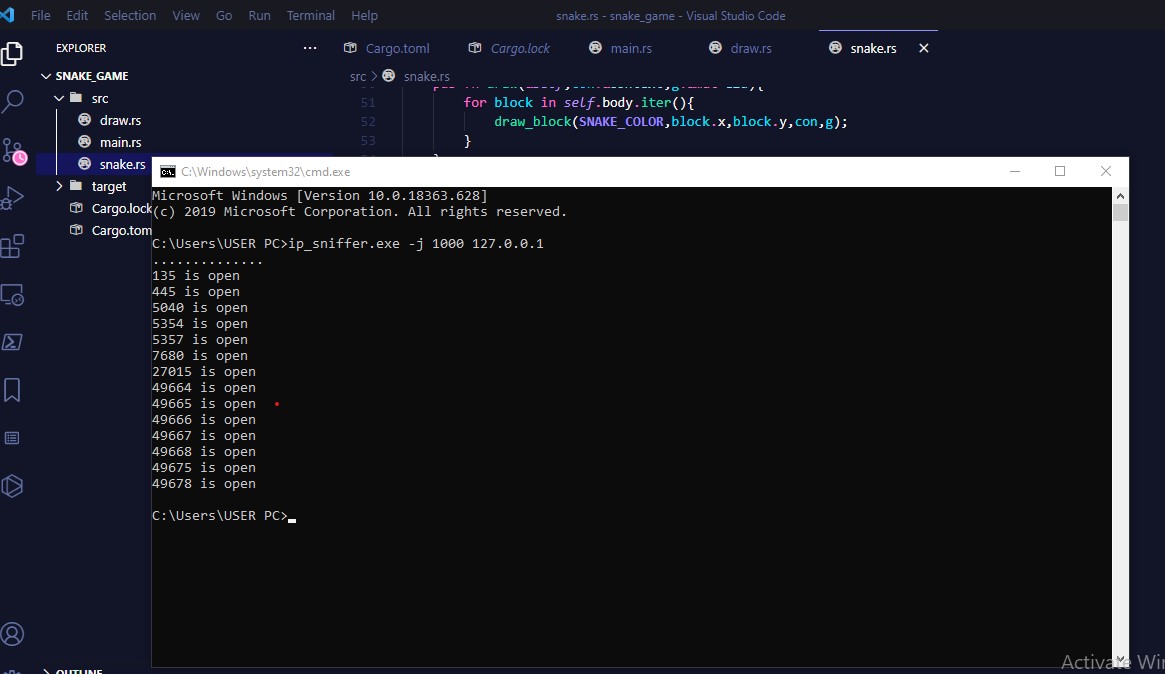 File Edit Selection View Go Run Terminal Help snake.rs - snake_game - Visual Studio Code
EXPLORER ... Cargo.toml Cargo.lock main.rs draw.rs snake.rs
SNAKE_GAME
src > snake.rs
src
draw.rs
main.rs
snake.rs
target
Cargo.lock
Cargo.tom
51 for block in self.body.iter(){
52 draw_block(SNAKE_COLOR,block.x,block.y,con,g);
53 }
C:\Windows\system32\cmd.exe
Microsoft Windows [Version 10.0.18363.628]
(c) 2019 Microsoft Corporation. All rights reserved.
C:\Users\USER PC>ip_sniffer.exe -j 1000 127.0.0.1
..............
135 is open
445 is open
5040 is open
5354 is open
5357 is open
7680 is open
27015 is open
49664 is open
49665 is open
49666 is open
49667 is open
49668 is open
49675 is open
49678 is open
C:\Users\USER PC>
OUTLINE
Activate Wi